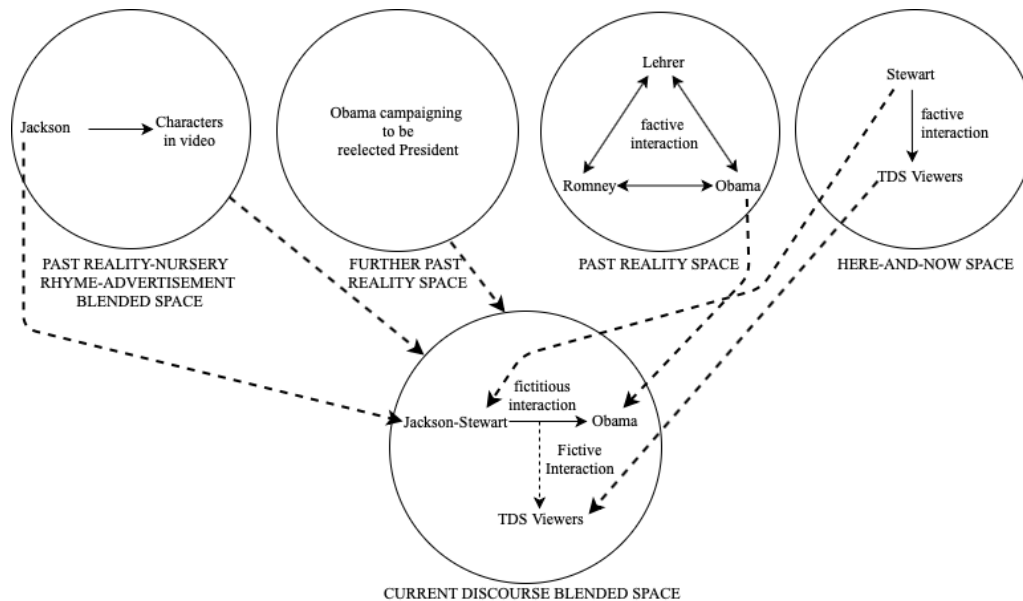 Jackson
Characters
in video
PAST REALITY-NURSERY
RHYME-ADVERTISEMENT
BLENDED SPACE
Obama campaigning
to be
reelected President
FURTHER PAST
REALITY SPACE
Lehrer
factive
interaction
Romney
Obama
PAST REALITY SPACE
Stewart
factive
interaction
TDS Viewers
HERE-AND-NOW SPACE
fictitious
interaction
Jackson-Stewart
Obama
Fictive
Interaction
TDS Viewers
CURRENT DISCOURSE BLENDED SPACE